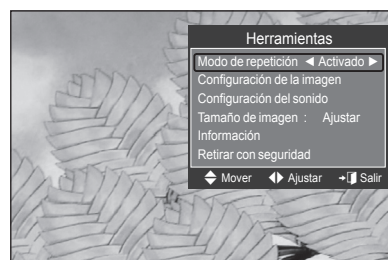 Herramientas
Modo de repetición ◄ Activado ►
Configuración de la imagen
Configuración del sonido
Tamaño de imagen : Ajustar
Información
Retirar con seguridad
Mover Ajustar Salir